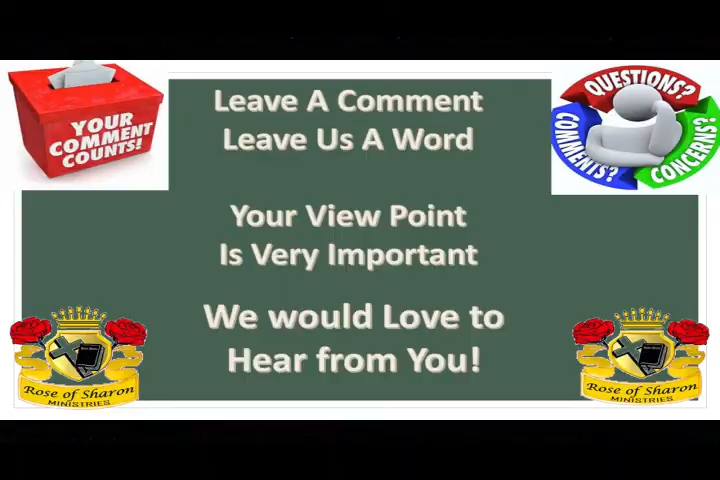 YOUR
COMMENT
COUNTS!
Leave A Comment
Leave Us A Word
QUESTIONS?
COMMENTS?
CONCERNS?
Your View Point
Is Very Important
We would Love to
Hear from You!
Rose of Sharon
MINISTRIES
Rose of Sharon
MINISTRIES